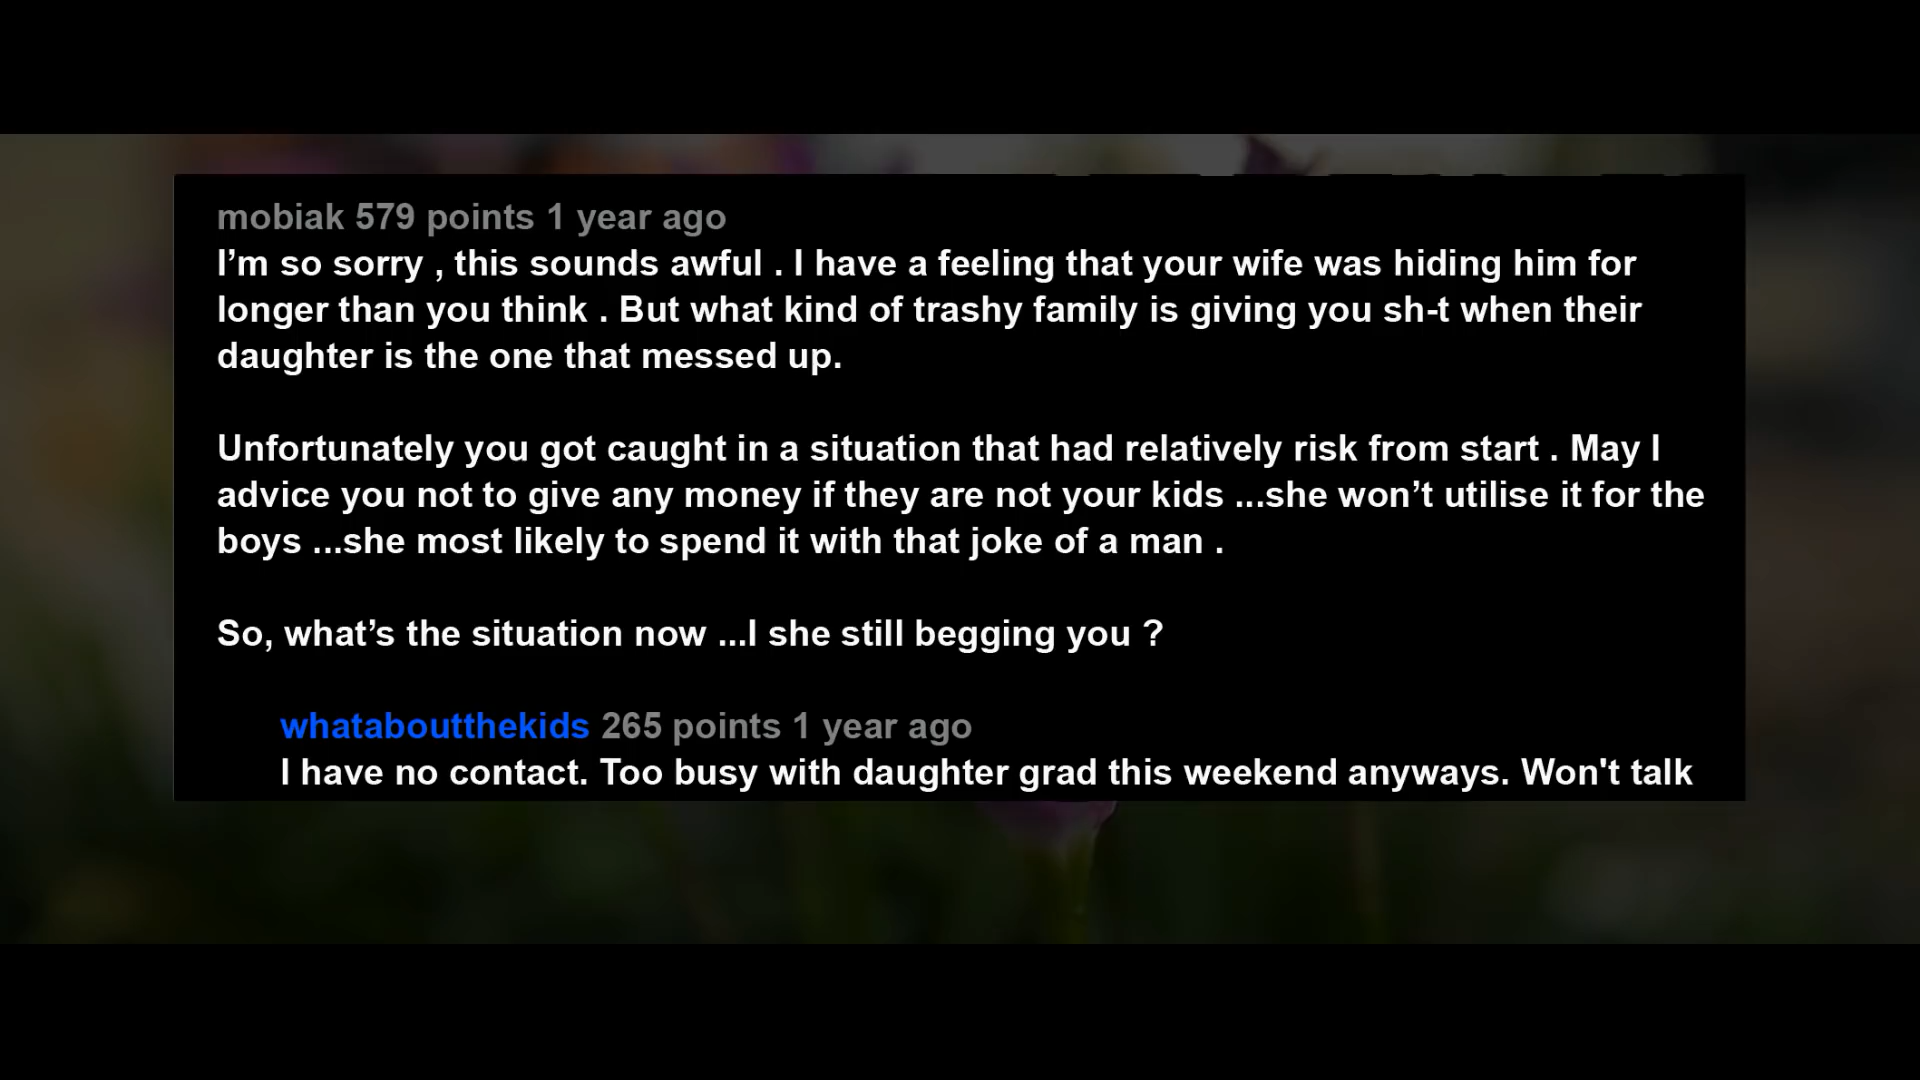 mobiak 579 points 1 year ago
I’m so sorry , this sounds awful . I have a feeling that your wife was hiding him for
longer than you think . But what kind of trashy family is giving you sh-t when their
daughter is the one that messed up.
Unfortunately you got caught in a situation that had relatively risk from start . May I
advice you not to give any money if they are not your kids ...she won’t utilise it for the
boys ...she most likely to spend it with that joke of a man .
So, what’s the situation now ...I she still begging you ?
whataboutthekids 265 points 1 year ago
I have no contact. Too busy with daughter grad this weekend anyways. Won't talk